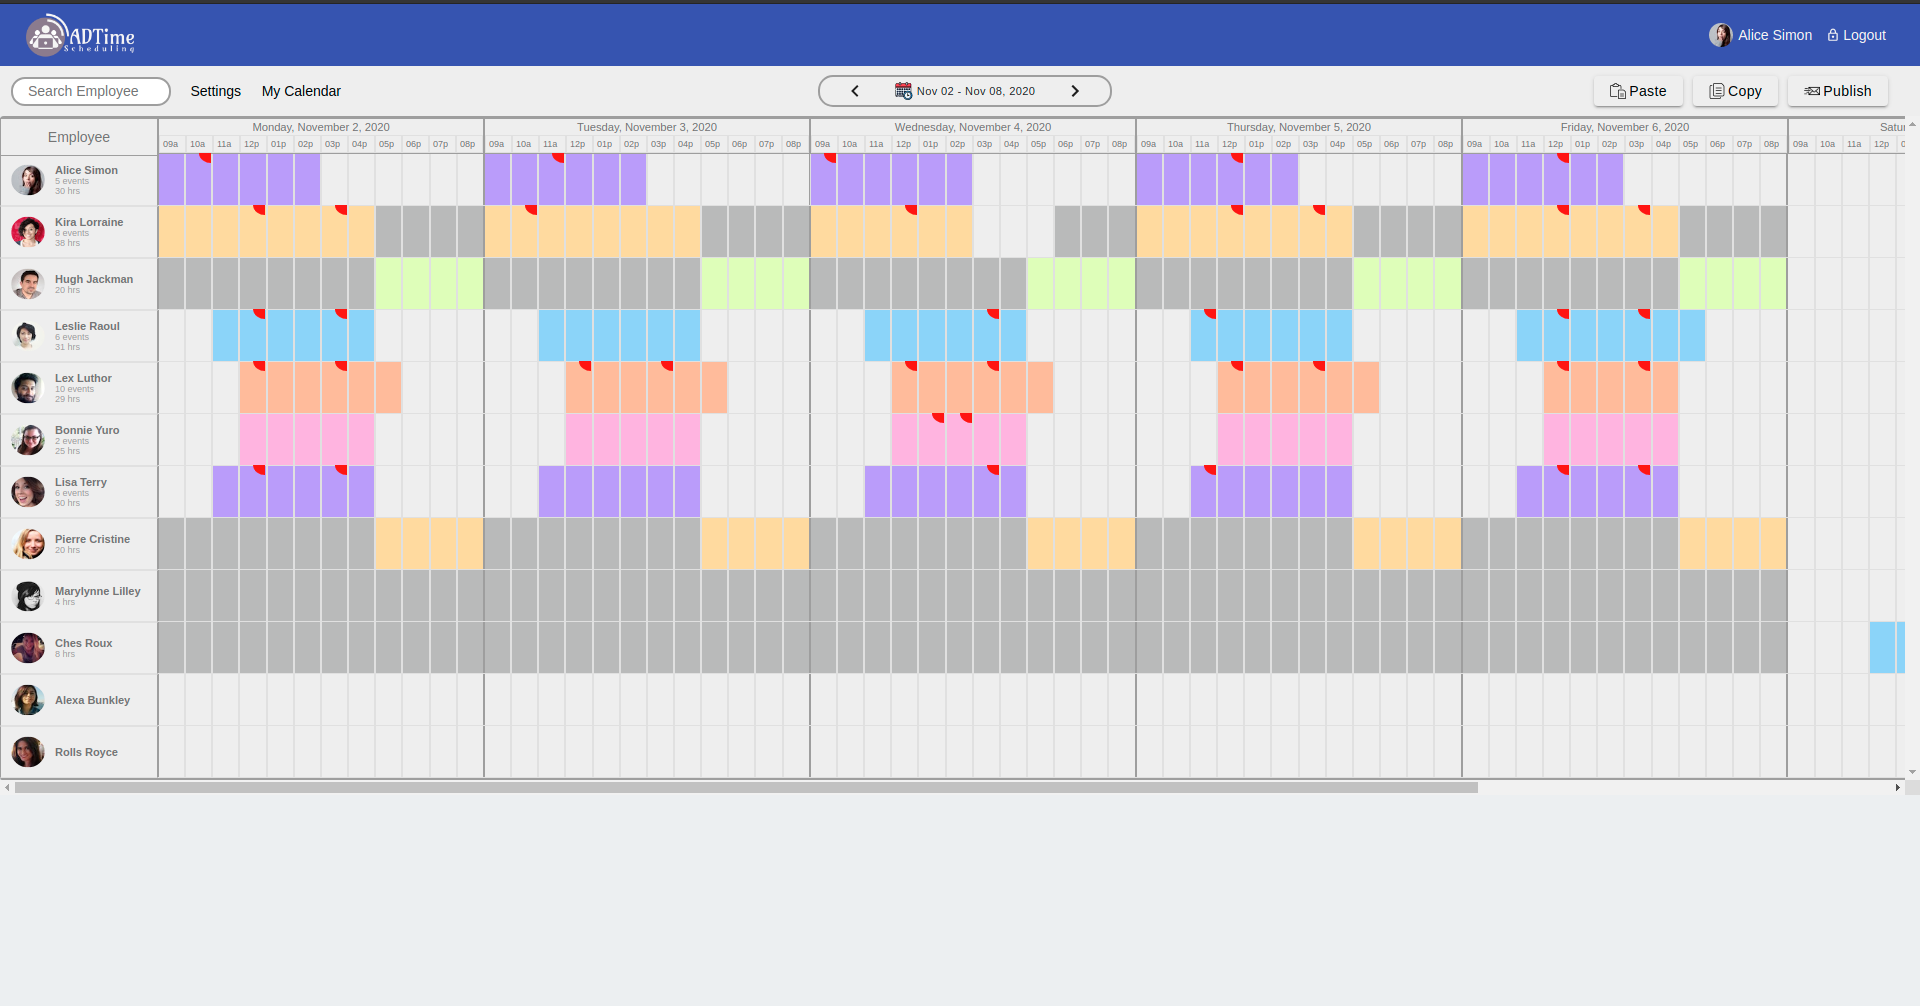 ADTime
Scheduling
Alice Simon
Logout
Search Employee
Settings
My Calendar
Nov 02 - Nov 08, 2020
Paste
Copy
Publish
Employee
Monday, November 2, 2020
Tuesday, November 3, 2020
Wednesday, November 4, 2020
Thursday, November 5, 2020
Friday, November 6, 2020
Satur
09a 10a 11a 12p 01p 02p 03p 04p 05p 06p 07p 08p 09a 10a 11a 12p 01p 02p 03p 04p 05p 06p 07p 08p 09a 10a 11a 12p 01p 02p 03p 04p 05p 06p 07p 08p 09a 10a 11a 12p 01p 02p 03p 04p 05p 06p 07p 08p 09a 10a 11a 12p 01p 02p 03p 04p 05p 06p 07p 08p 09a 10a 11a 12p 0
Alice Simon
5 events
30 hrs
Kira Lorraine
8 events
38 hrs
Hugh Jackman
20 hrs
Leslie Raoul
6 events
31 hrs
Lex Luthor
10 events
29 hrs
Bonnie Yuro
2 events
25 hrs
Lisa Terry
6 events
30 hrs
Pierre Cristine
20 hrs
Marylynne Lilley
4 hrs
Ches Roux
8 hrs
Alexa Bunkley
Rolls Royce